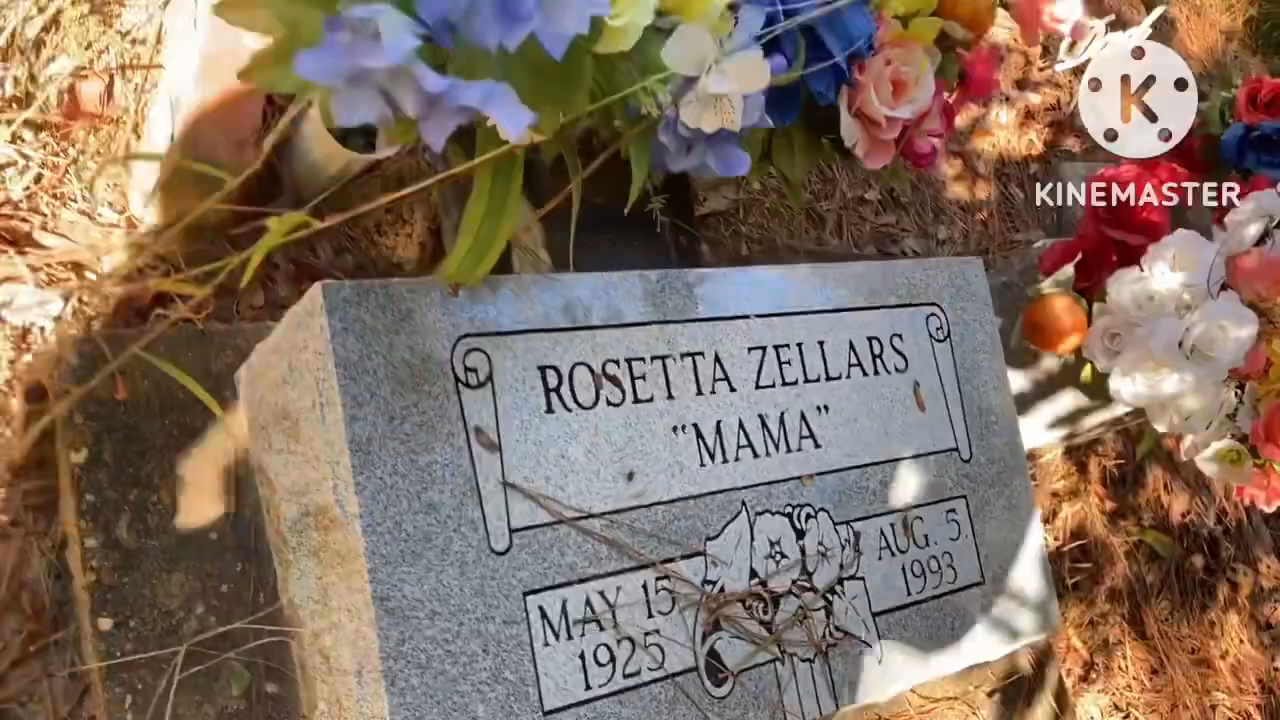 K
KINEMASTER
ROSETTA ZELLARS
"MAMA"
MAY 15
1925
AUG. 5,
1993